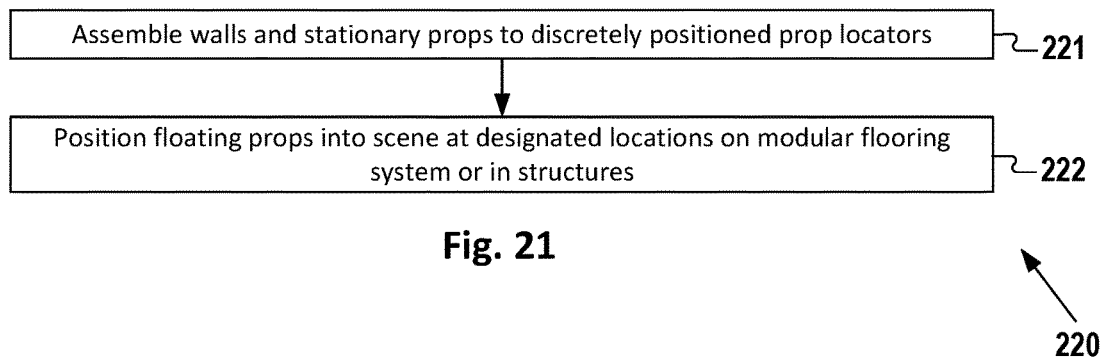 Assemble walls and stationary props to discretely positioned prop locators
221
Position floating props into scene at designated locations on modular flooring
system or in structures
222
Fig. 21
220